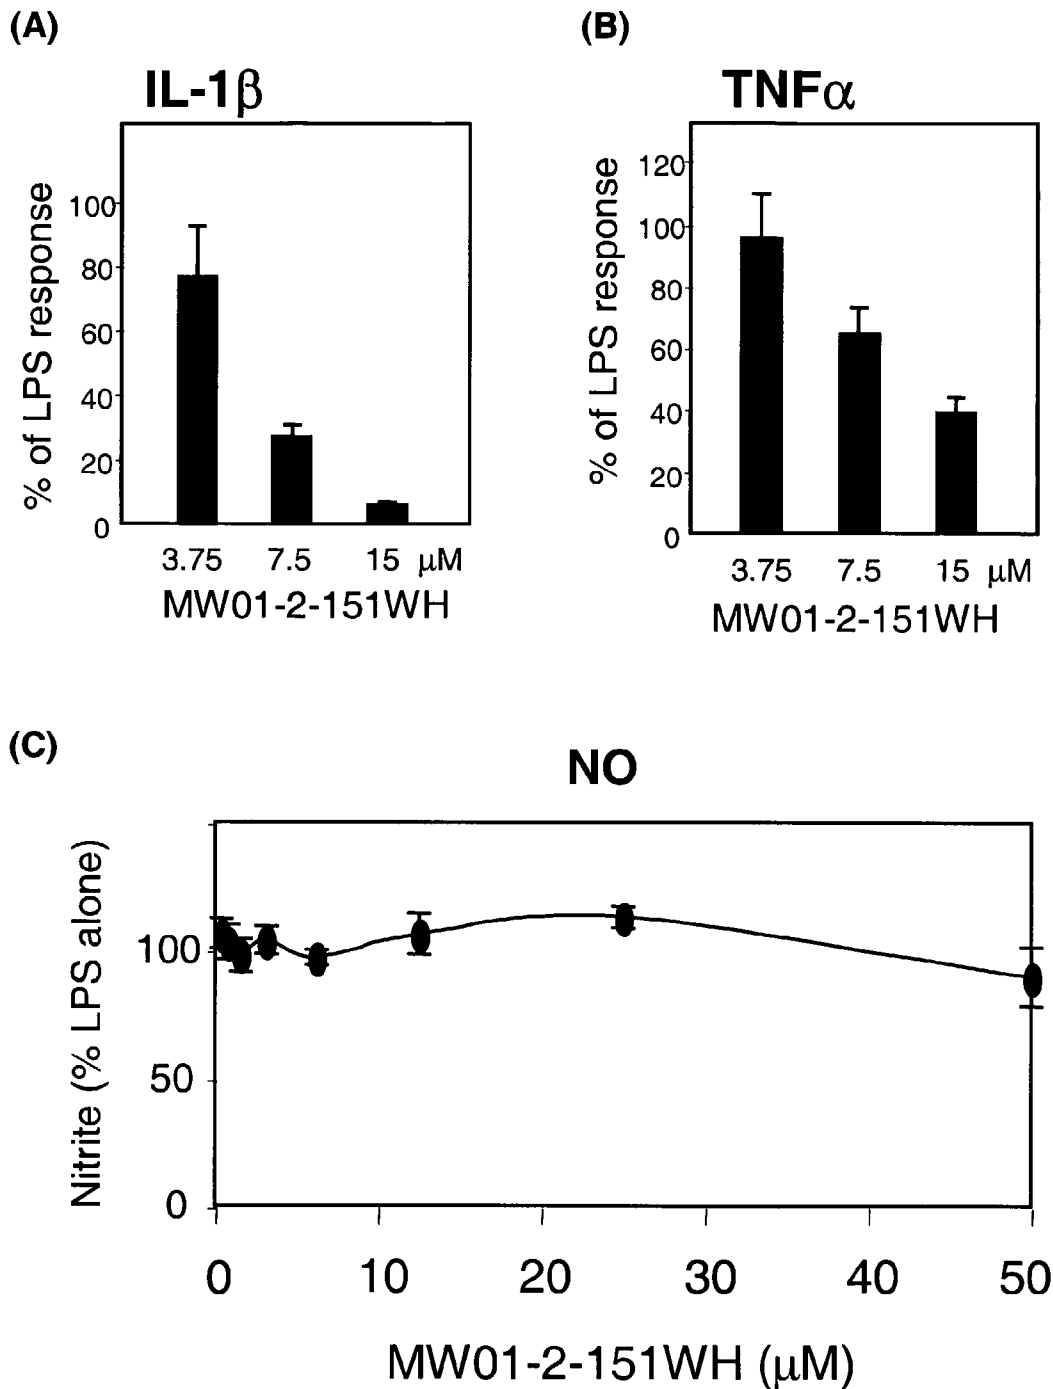 (A)
IL-1β
% of LPS response
100
80
60
40
20
0
3.75 7.5 15 μM
MW01-2-151WH
(B)
TNFα
% of LPS response
120
100
80
60
40
20
0
3.75 7.5 15 μM
MW01-2-151WH
(C)
NO
Nitrite (% LPS alone)
100
50
0
0 10 20 30 40 50
MW01-2-151WH (μM)